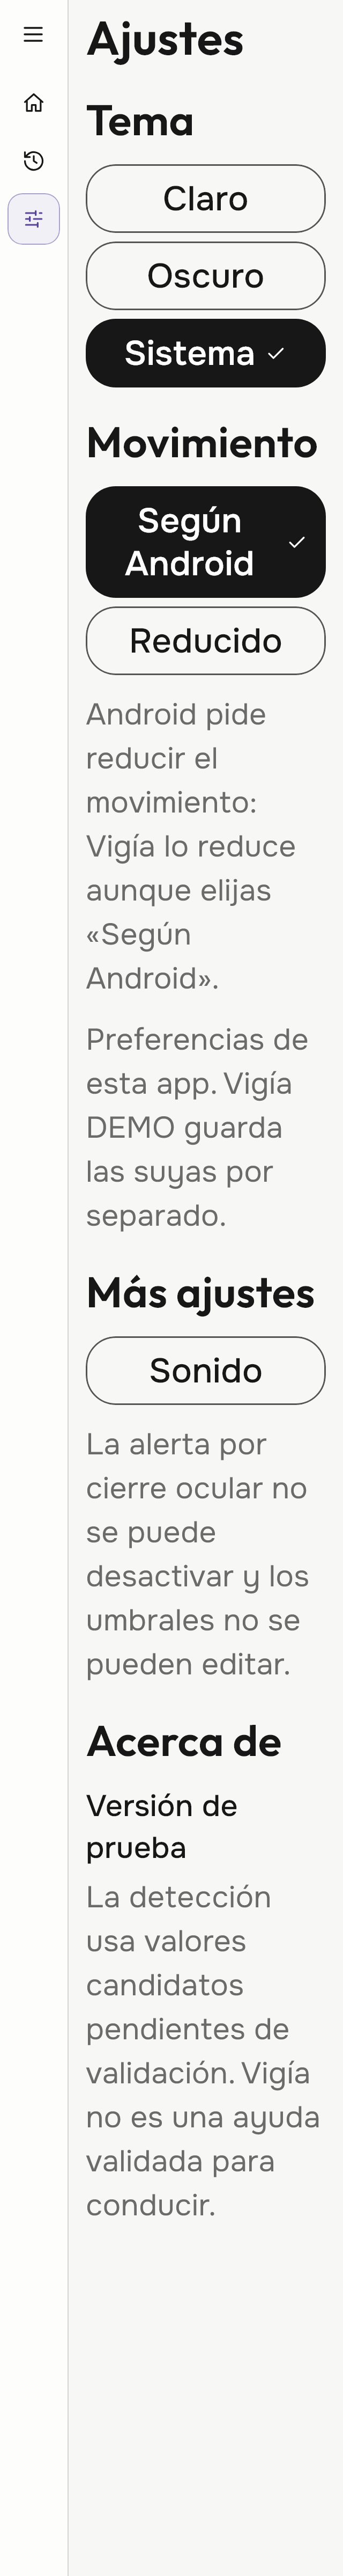 Ajustes
Tema
Claro
Oscuro
Sistema
Movimiento
Según
Android
Reducido
Android pide
reducir el
movimiento:
Vigía lo reduce
aunque elijas
«Según
Android».
Preferencias de
esta app. Vigía
DEMO guarda
las suyas por
separado.
Más ajustes
Sonido
La alerta por
cierre ocular no
se puede
desactivar y los
umbrales no se
pueden editar.
Acerca de
Versión de
prueba
La detección
usa valores
candidatos
pendientes de
validación. Vigía
no es una ayuda
validada para
conducir.